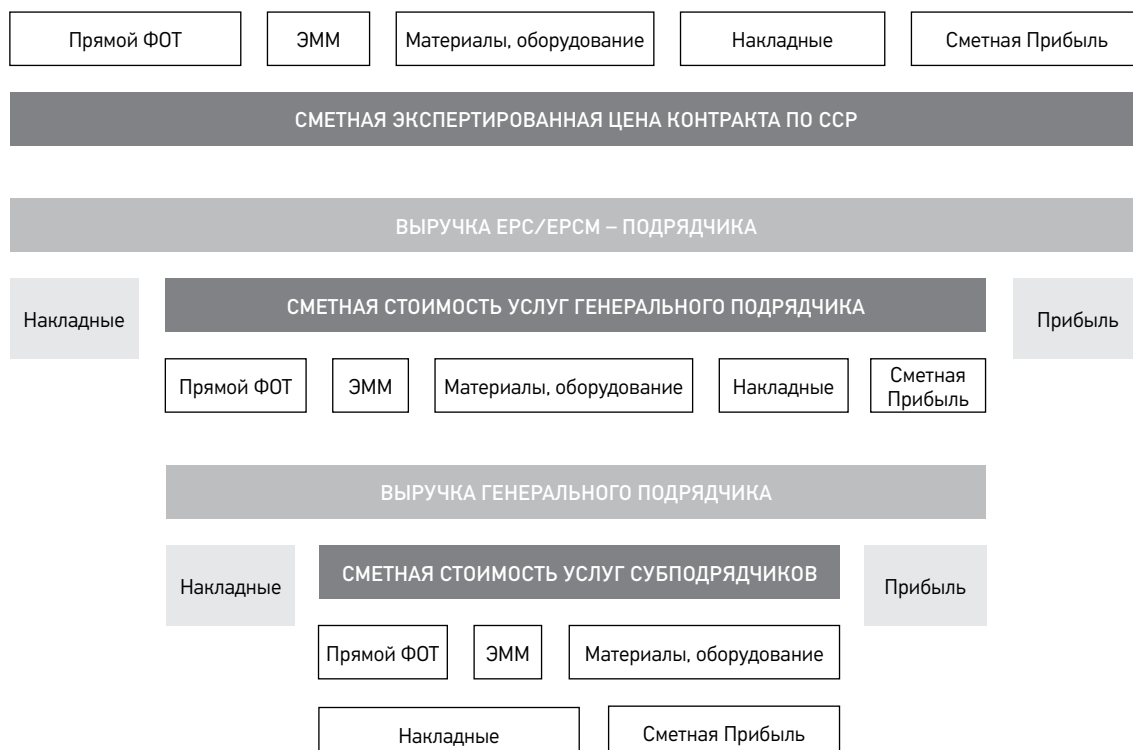 Прямой ФОТ
ЭММ
Материалы, оборудование
Накладные
Сметная Прибыль
СМЕТНАЯ ЭКСПЕРТИРОВАННАЯ ЦЕНА КОНТРАКТА ПО ССР
ВЫРУЧКА EPC/EPCM – ПОДРЯДЧИКА
Накладные
СМЕТНАЯ СТОИМОСТЬ УСЛУГ ГЕНЕРАЛЬНОГО ПОДРЯДЧИКА
Прибыль
Прямой ФОТ
ЭММ
Материалы, оборудование
Накладные
Сметная
Прибыль
ВЫРУЧКА ГЕНЕРАЛЬНОГО ПОДРЯДЧИКА
Накладные
СМЕТНАЯ СТОИМОСТЬ УСЛУГ СУБПОДРЯДЧИКОВ
Прибыль
Прямой ФОТ
ЭММ
Материалы, оборудование
Накладные
Сметная Прибыль